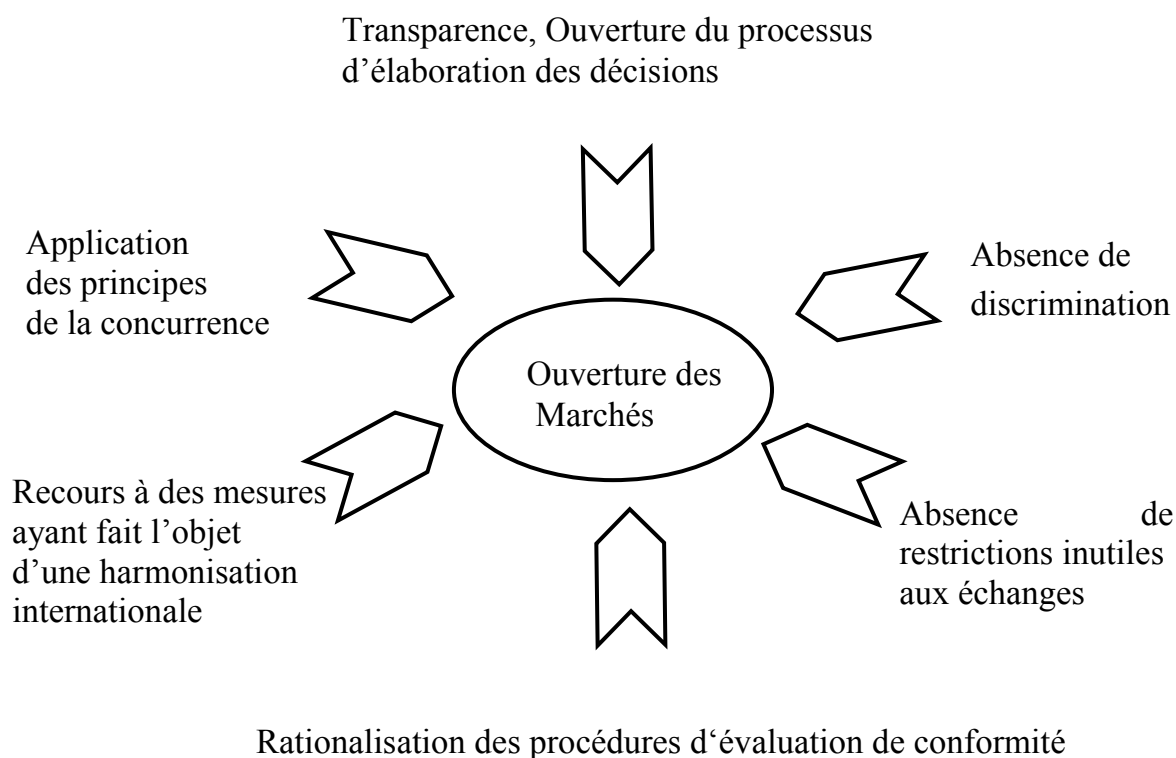 Transparence, Ouverture du processus
d’élaboration des décisions
Application
des principes
de la concurrence
Absence de
discrimination
Ouverture des
Marchés
Recours à des mesures
ayant fait l’objet
d’une harmonisation
internationale
Absence de
restrictions inutiles
aux échanges
Rationalisation des procédures d‘évaluation de conformité